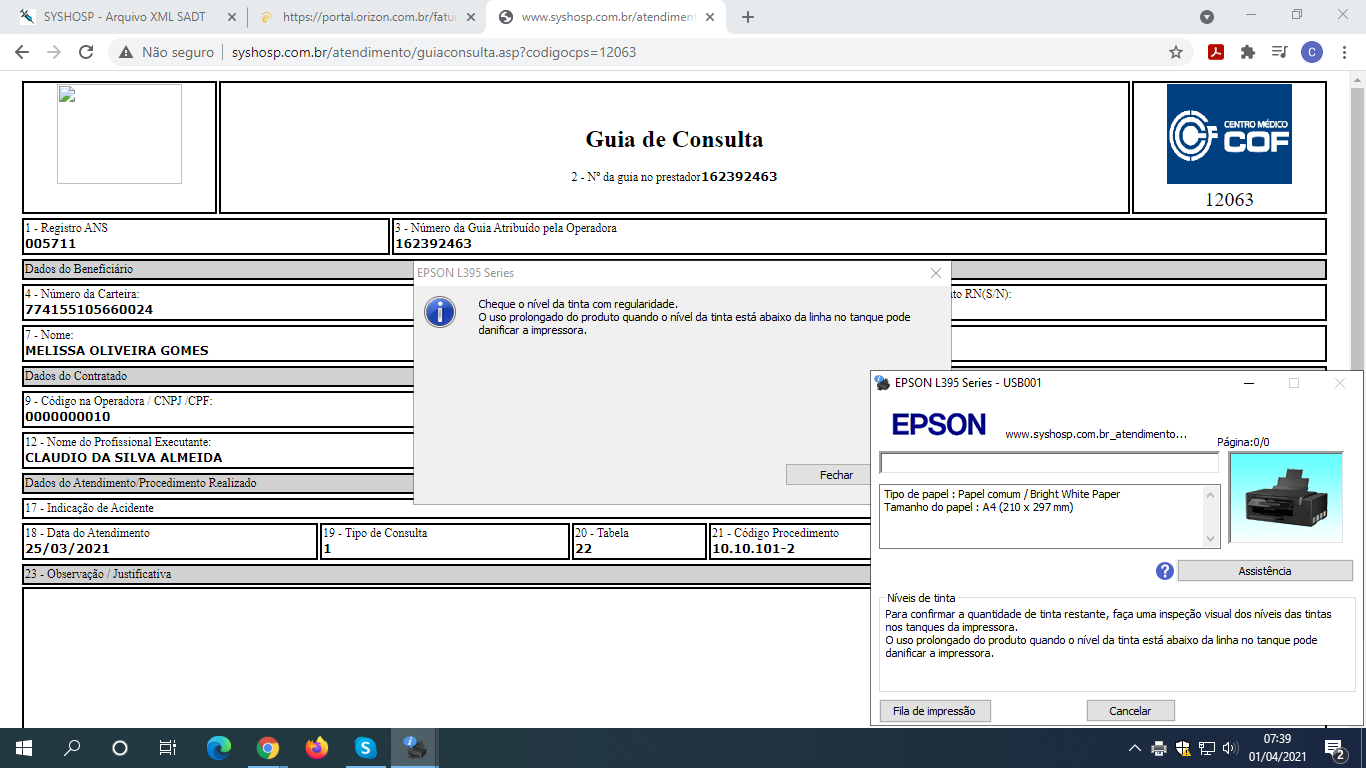 SYSHOSP - Arquivo XML SADT
https://portal.orizon.com.br/fatur
www.syshosp.com.br/atendiment
Não seguro
syshosp.com.br/atendimento/guiaconsulta.asp?codigocps=12063
C
Guia de Consulta
2 - Nº da guia no prestador162392463
CENTRO MÉDICO
COF
12063
1 - Registro ANS
005711
3 - Número da Guia Atribuído pela Operadora
162392463
Dados do Beneficiário
4 - Número da Carteira:
774155105660024
to RN(S/N):
7 - Nome:
MELISSA OLIVEIRA GOMES
Dados do Contratado
9 - Código na Operadora / CNPJ /CPF:
0000000010
12 - Nome do Profissional Executante:
CLAUDIO DA SILVA ALMEIDA
Dados do Atendimento/Procedimento Realizado
17 - Indicação de Acidente
18 - Data do Atendimento
25/03/2021
19 - Tipo de Consulta
1
20 - Tabela
22
21 - Código Procedimento
10.10.101-2
23 - Observação / Justificativa
EPSON L395 Series
Cheque o nível da tinta com regularidade.
O uso prolongado do produto quando o nível da tinta está abaixo da linha no tanque pode
danificar a impressora.
Fechar
EPSON L395 Series - USB001
EPSON
www.syshosp.com.br_atendimento...
Página:0/0
Tipo de papel : Papel comum / Bright White Paper
Tamanho do papel : A4 (210 x 297 mm)
Assistência
Níveis de tinta
Para confirmar a quantidade de tinta restante, faça uma inspeção visual dos níveis das tintas
nos tanques da impressora.
O uso prolongado do produto quando o nível da tinta está abaixo da linha no tanque pode
danificar a impressora.
Fila de impressão
Cancelar
07:39
01/04/2021
2